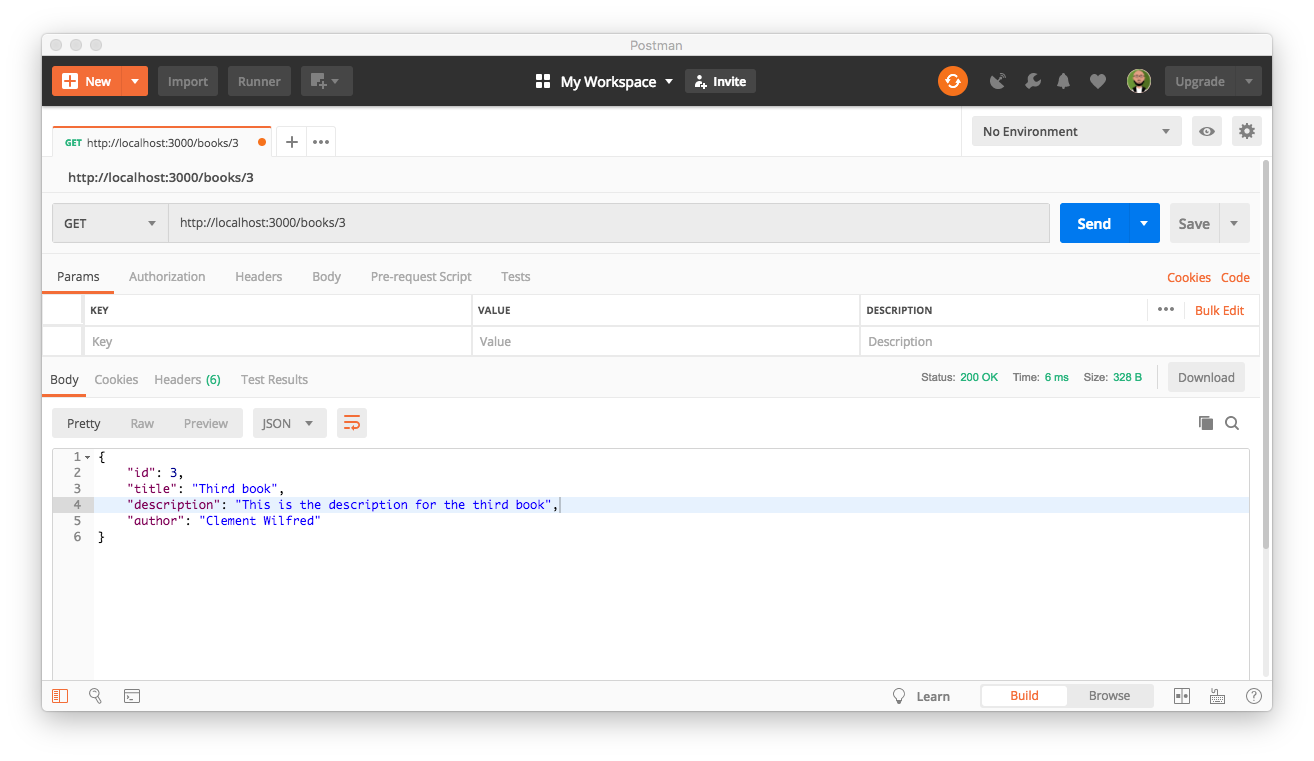 Postman
New Import Runner My Workspace Invite Upgrade
GET http://localhost:3000/books/3 No Environment
http://localhost:3000/books/3
GET http://localhost:3000/books/3 Send Save
Params Authorization Headers Body Pre-request Script Tests Cookies Code
KEY VALUE DESCRIPTION Bulk Edit
Key Value Description
Body Cookies Headers (6) Test Results Status: 200 OK Time: 6 ms Size: 328 B Download
Pretty Raw Preview JSON
1 {
2 "id": 3,
3 "title": "Third book",
4 "description": "This is the description for the third book",
5 "author": "Clement Wilfred"
6 }
Learn Build Browse